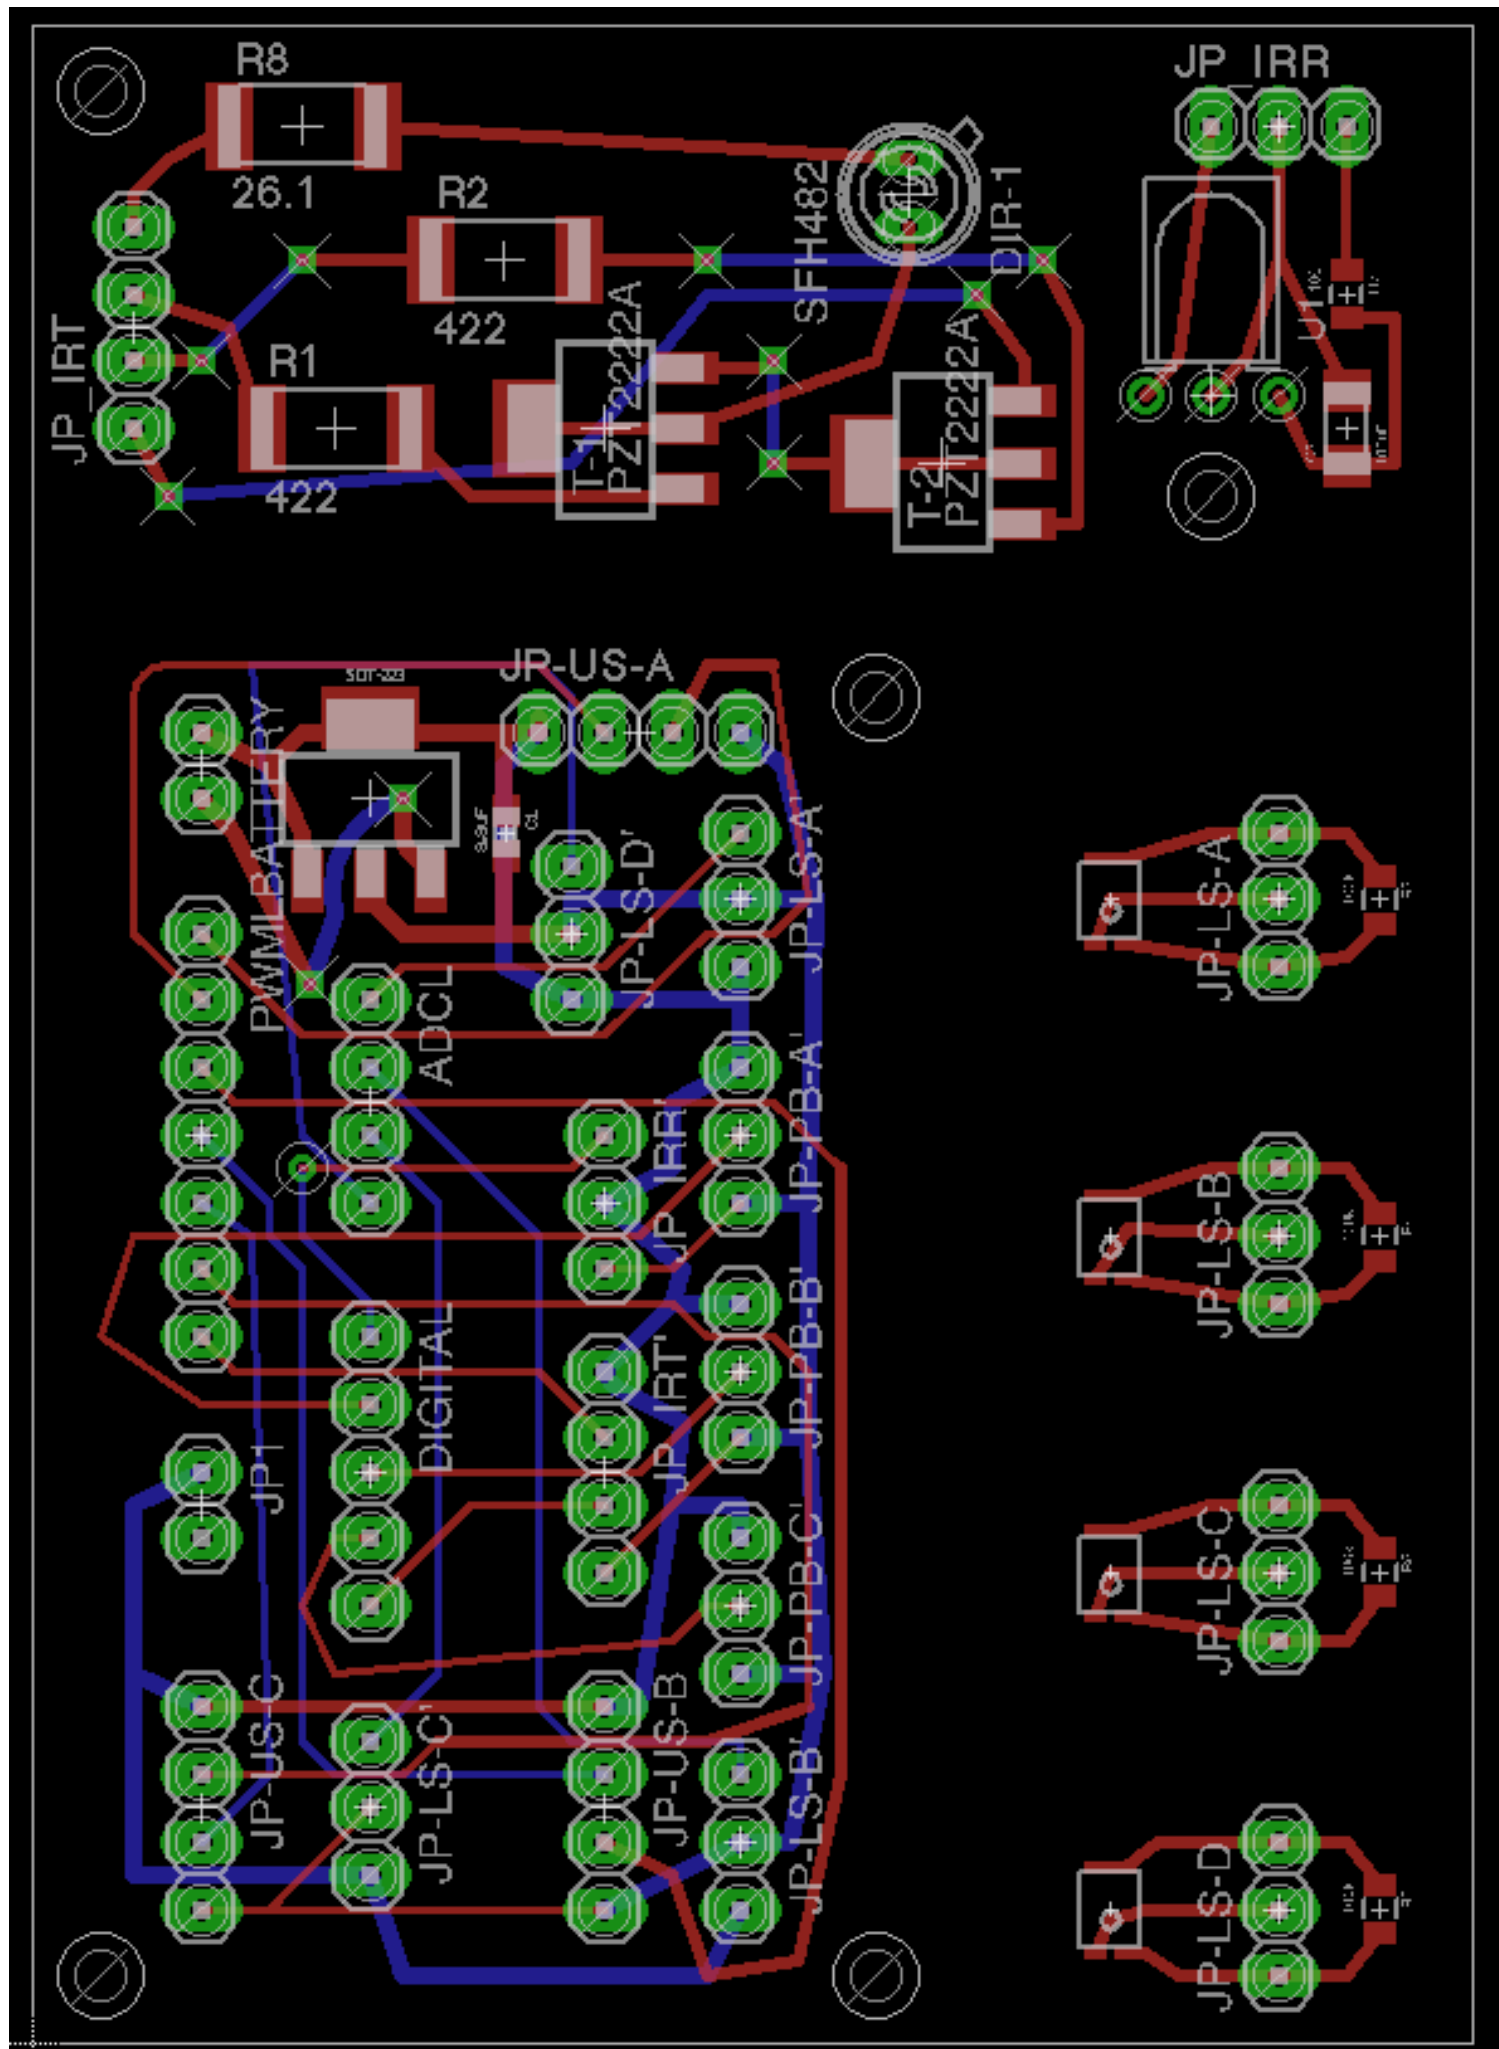 R8
JP_IRR
26.1
R2
SFH482
DIR-1
422
JP_IRT
R1
422
T-1
PZT2222A
T-2
PZT2222A
U1
SOT-223
JP-US-A
BATTERY
PWML
C1
JP-LS-D'
JP-LS-A'
JP-LS-A
ADCL
JP_IRR'
JP-PB-A'
JP-LS-B
DIGITAL
JP_IRT'
JP-PB-B'
JP1
JP-PB-C'
JP-LS-C
JP-US-C
JP-LS-C'
JP-US-B
JP-LS-B'
JP-LS-D